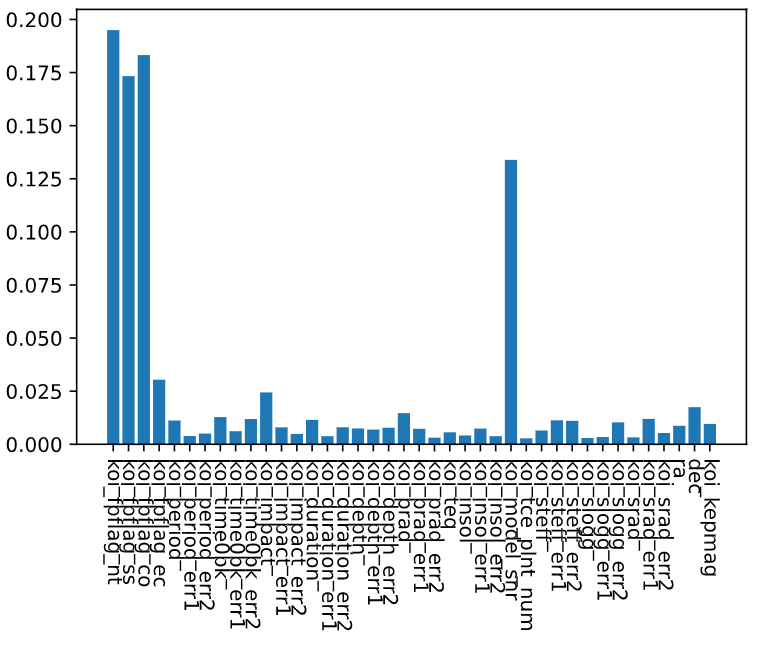 0.200
0.175
0.150
0.125
0.100
0.075
0.050
0.025
0.000
koi_fpflag_nt
koi_fpflag_ss
koi_fpflag_co
koi_fpflag_ec
koi_period
koi_period_err1
koi_period_err2
koi_time0bk
koi_time0bk_err1
koi_time0bk_err2
koi_impact
koi_impact_err1
koi_impact_err2
koi_duration
koi_duration_err1
koi_duration_err2
koi_depth
koi_depth_err1
koi_depth_err2
koi_prad
koi_prad_err1
koi_prad_err2
koi_teq
koi_insol
koi_insol_err1
koi_insol_err2
koi_model_snr
koi_tce_plnt_num
koi_steff
koi_steff_err1
koi_steff_err2
koi_slogg
koi_slogg_err1
koi_slogg_err2
koi_srad
koi_srad_err1
koi_srad_err2
ra
dec
koi_kepmag